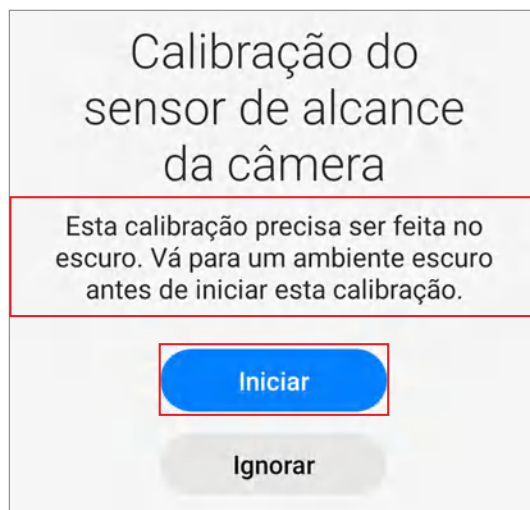 Calibração do
sensor de alcance
da câmera
Esta calibração precisa ser feita no
escuro. Vá para um ambiente escuro
antes de iniciar esta calibração.
Iniciar
Ignorar